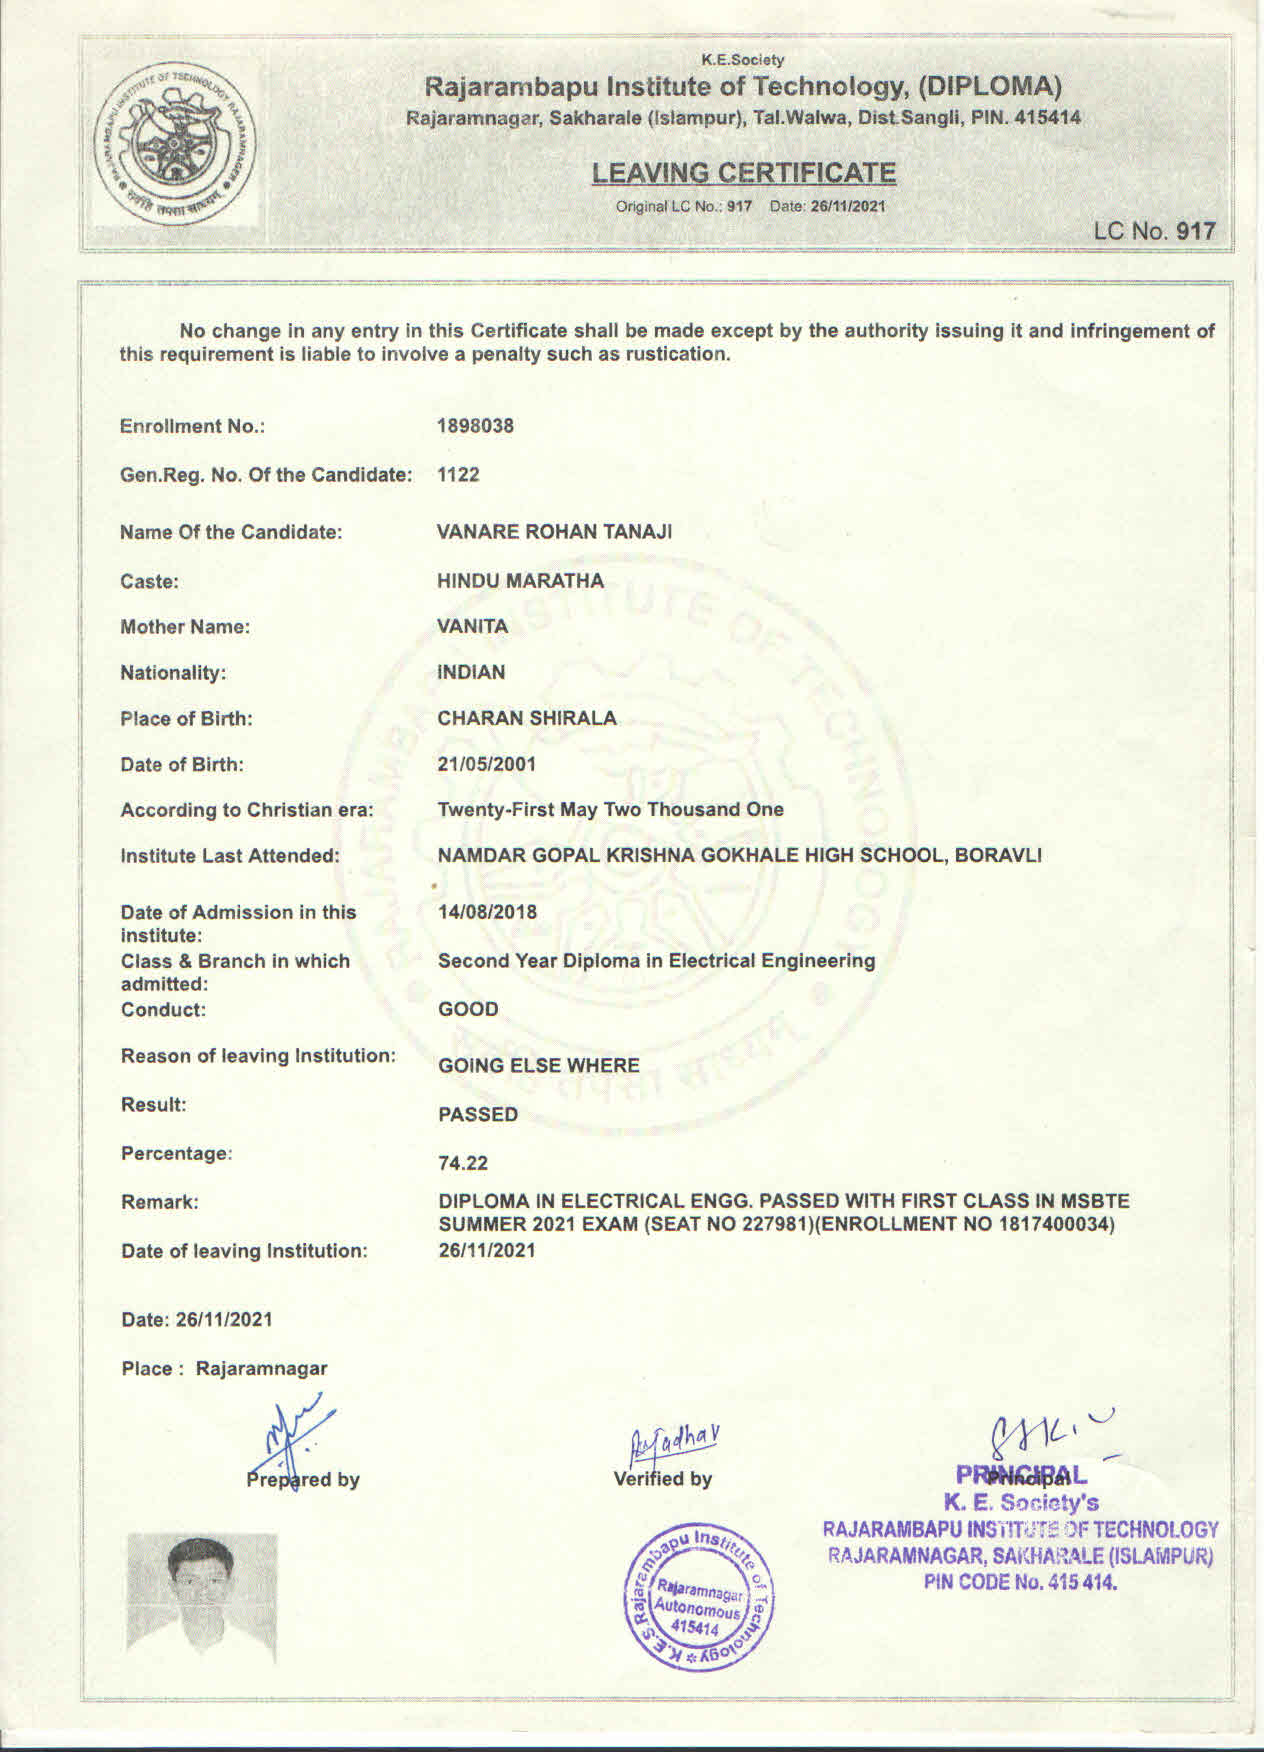 K.E.Society
Rajarambapu Institute of Technology, (DIPLOMA)
Rajaramnagar, Sakharale (Islampur), Tal.Walwa, Dist.Sangli, PIN. 415414
LEAVING CERTIFICATE
Original LC No.: 917 Date: 26/11/2021
LC No. 917
RAJARAMBAPU INSTITUTE OF TECHNOLOGY RAJARAMNAGER
No change in any entry in this Certificate shall be made except by the authority issuing it and infringement of
this requirement is liable to involve a penalty such as rustication.
Enrollment No.: 1898038
Gen.Reg. No. Of the Candidate: 1122
Name Of the Candidate: VANARE ROHAN TANAJI
Caste: HINDU MARATHA
Mother Name: VANITA
Nationality: INDIAN
Place of Birth: CHARAN SHIRALA
Date of Birth: 21/05/2001
According to Christian era: Twenty-First May Two Thousand One
Institute Last Attended: NAMDAR GOPAL KRISHNA GOKHALE HIGH SCHOOL, BORAVLI
Date of Admission in this 14/08/2018
institute:
Class & Branch in which Second Year Diploma in Electrical Engineering
admitted:
Conduct: GOOD
Reason of leaving Institution: GOING ELSE WHERE
Result: PASSED
Percentage: 74.22
Remark: DIPLOMA IN ELECTRICAL ENGG. PASSED WITH FIRST CLASS IN MSBTE
SUMMER 2021 EXAM (SEAT NO 227981)(ENROLLMENT NO 1817400034)
Date of leaving Institution: 26/11/2021
Date: 26/11/2021
Place : Rajaramnagar
Prepared by
Verified by
Principal
PRINCIPAL
K. E. Society's
RAJARAMBAPU INSTITUTE OF TECHNOLOGY
RAJARAMNAGAR, SAKHARALE (ISLAMPUR)
PIN CODE No. 415 414.
K.E.S. Rajarambapu Institute of Technology
Rajaramnagar
Autonomous
415414